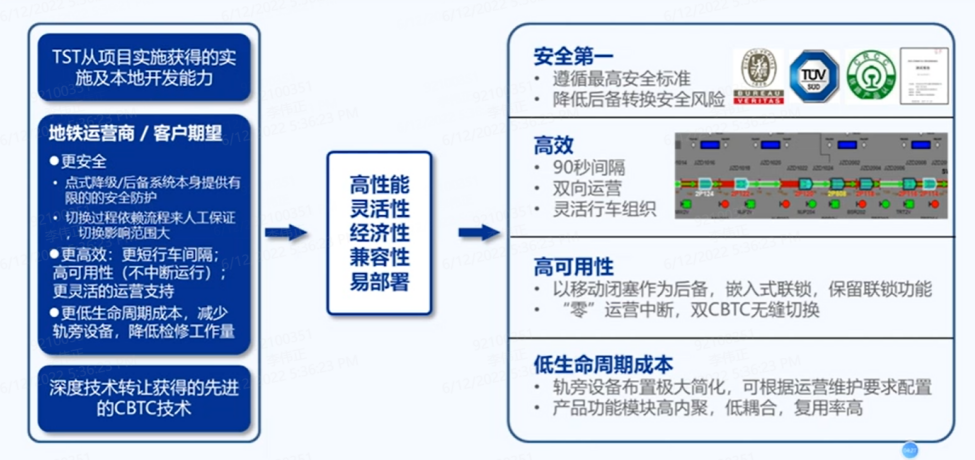 TST从项目实施获得的实
施及本地开发能力
地铁运营商 / 客户期望
●更安全
• 点式降级/后备系统本身提供有
限的的安全防护
• 切换过程依赖流程来人工保证
，切换影响范围大
●更高效：更短行车间隔；
高可用性（不中断运行）；
更灵活的运营支持
●更低生命周期成本，减少
轨旁设备，降低检修工作量
深度技术转让获得的先进
的CBTC技术
高性能
灵活性
经济性
兼容性
易部署
安全第一
• 遵循最高安全标准
• 降低后备转换安全风险
BUREAU
VERITAS
TÜV
SUD
高效
• 90秒间隔
• 双向运营
• 灵活行车组织
高可用性
• 以移动闭塞作为后备，嵌入式联锁，保留联锁功能
• “零”运营中断，双CBTC无缝切换
低生命周期成本
• 轨旁设备布置极大简化，可根据运营维护要求配置
• 产品功能模块高内聚，低耦合，复用率高